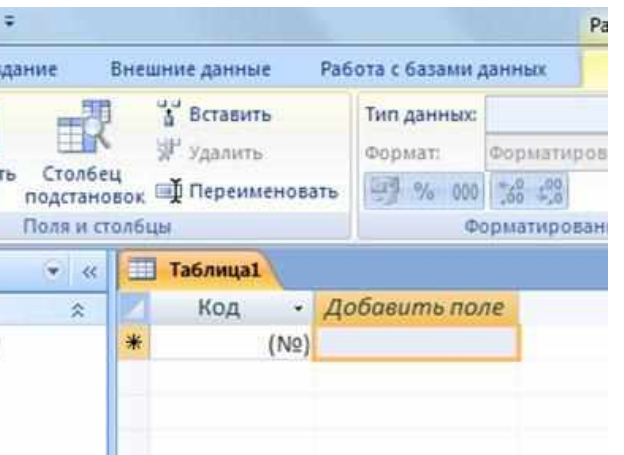 Ра
здание Внешние данные Работа с базами данных
Вставить Тип данных:
Удалить Формат: Форматиров
ть Столбец подстановок Переименовать % 000
Поля и столбцы Форматирован
Таблица1
Код Добавить поле
(№)